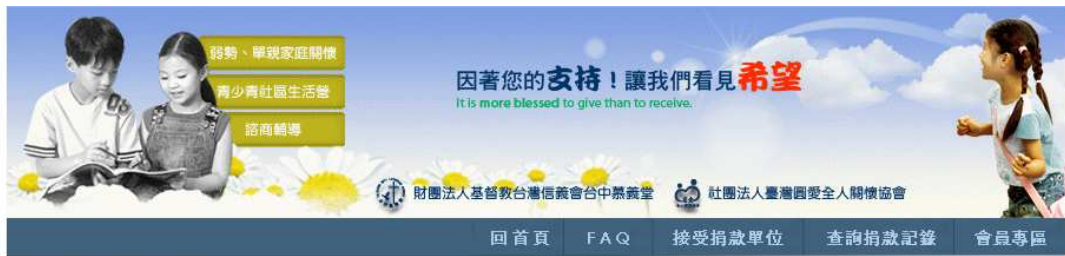 弱勢、單親家庭關懷
青少青社區生活營
諮商輔導
因著您的支持！讓我們看見希望
It is more blessed to give than to receive.
財團法人基督教台灣信義會台中慕義堂
社團法人臺灣圓愛全人關懷協會
回首頁 FAQ 接受捐款單位 查詢捐款記錄 會員專區